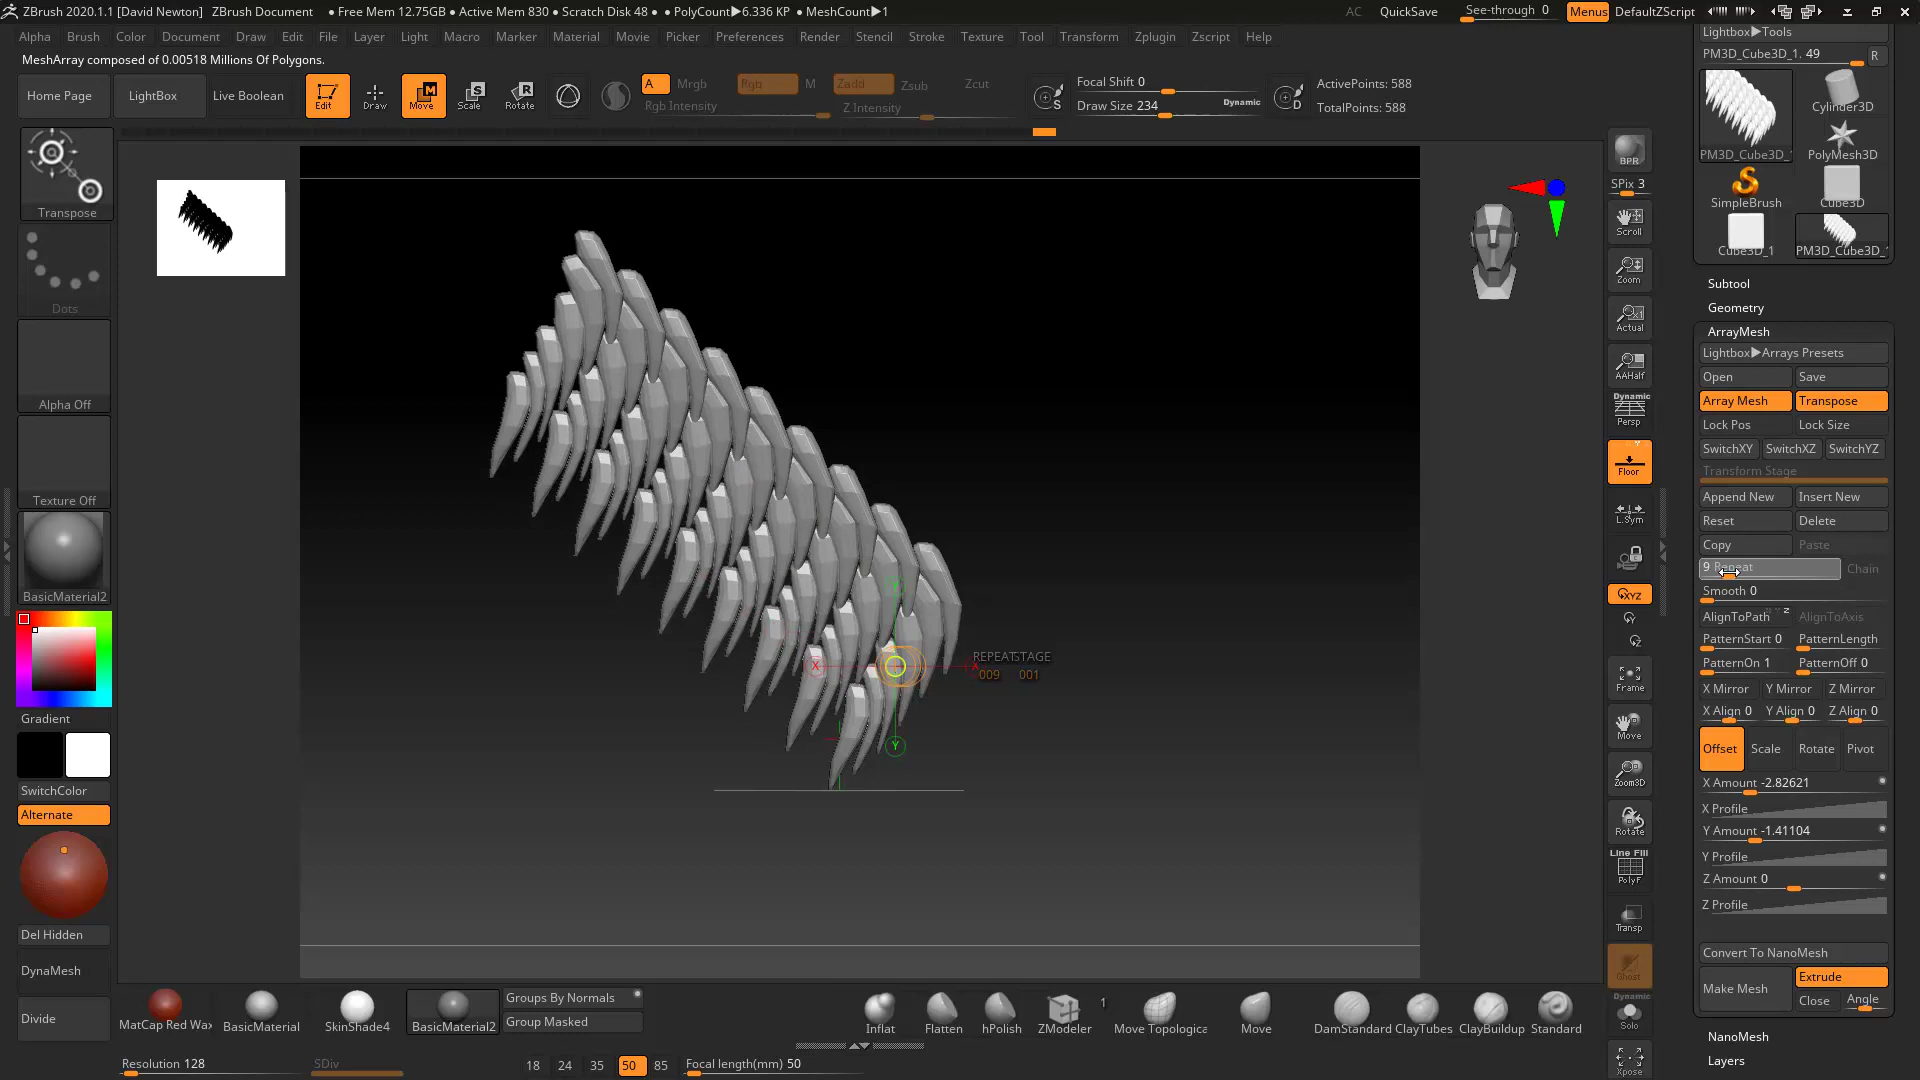 ZBrush 2020.1.1 [David Newton] ZBrush Document • Free Mem 12.75GB • Active Mem 830 • Scratch Disk 48 • • PolyCount▶6.336 KP • MeshCount▶1
AC QuickSave See-through 0 Menus DefaultZScript
Alpha Brush Color Document Draw Edit File Layer Light Macro Marker Material Movie Picker Preferences Render Stencil Stroke Texture Tool Transform Zplugin Zscript Help
MeshArray composed of 0.00518 Millions Of Polygons.
Home Page LightBox Live Boolean
Edit Draw Move Scale Rotate
A Mrgb Rgb M Zadd Zsub Zcut
Rgb Intensity Z Intensity
Focal Shift 0
Draw Size 234 Dynamic
S D
ActivePoints: 588
TotalPoints: 588
Transpose
Dots
Alpha Off
Texture Off
BasicMaterial2
Gradient
SwitchColor
Alternate
Del Hidden
DynaMesh
Divide
X X
Y
REPEAT STAGE
009 001
BPR
SPix 3
Scroll
Zoom
Actual
AAHalf
Dynamic
Persp
Floor
L.Sym
XYZ
Frame
Move
Zoom3D
Rotate
Line Fill
PolyF
Transp
Ghost
Dynamic
Solo
Xpose
Lightbox▶Tools
PM3D_Cube3D_1. 49 R
PM3D_Cube3D_1
Cylinder3D
PolyMesh3D
SimpleBrush Cube3D
Cube3D_1 PM3D_Cube3D_1
Subtool
Geometry
ArrayMesh
Lightbox▶Arrays Presets
Open Save
Array Mesh Transpose
Lock Pos Lock Size
SwitchXY SwitchXZ SwitchYZ
Transform Stage
Append New Insert New
Reset Delete
Copy Paste
9 Repeat Chain
Smooth 0
AlignToPath AlignToAxis
PatternStart 0 PatternLength
PatternOn 1 PatternOff 0
X Mirror Y Mirror Z Mirror
X Align 0 Y Align 0 Z Align 0
Offset Scale Rotate Pivot
X Amount -2.82621
X Profile
Y Amount -1.41104
Y Profile
Z Amount 0
Z Profile
Convert To NanoMesh
Make Mesh Extrude
Close Angle
NanoMesh
Layers
MatCap Red Wax BasicMaterial SkinShade4 BasicMaterial2
Groups By Normals
Group Masked
Inflat Flatten hPolish ZModeler 1 Move Topologica Move DamStandard ClayTubes ClayBuildup Standard
Resolution 128 SDiv 18 24 35 50 85 Focal length(mm) 50